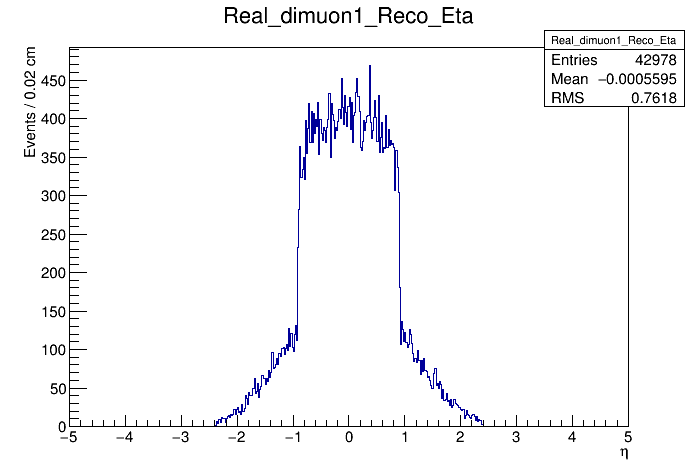 Real_dimuon1_Reco_Eta
Real_dimuon1_Reco_Eta
Entries 42978
Mean −0.0005595
RMS 0.7618
Events / 0.02 cm
450
400
350
300
250
200
150
100
50
0
−5 −4 −3 −2 −1 0 1 2 3 4 5
η